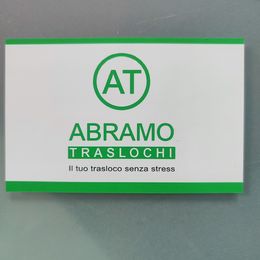 AT
ABRAMO
TRASLOCHI
Il tuo trasloco senza stress